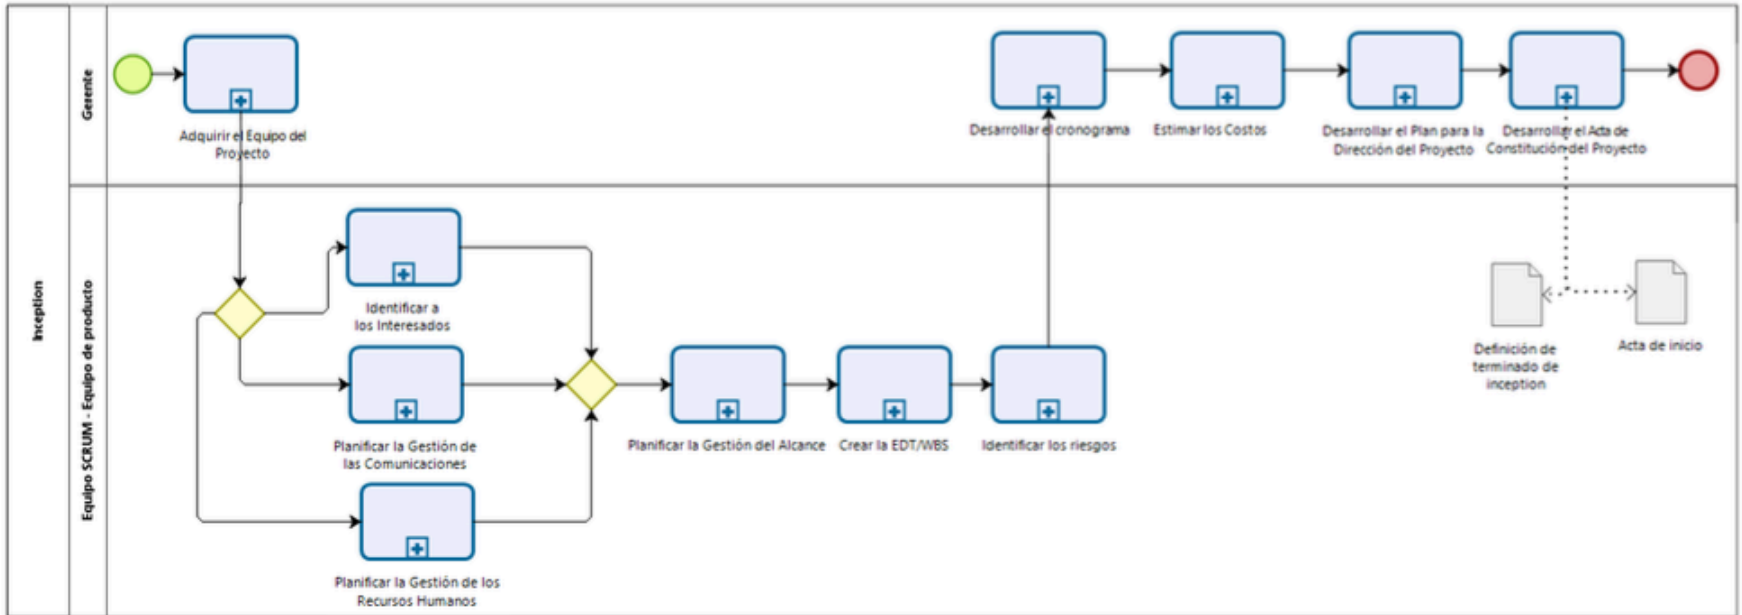 Inception
Gerente
Adquirir el Equipo del
Proyecto
Desarrollar el cronograma
Estimar los Costos
Desarrollar el Plan para la
Dirección del Proyecto
Desarrollar el Acta de
Constitución del Proyecto
Equipo SCRUM - Equipo de producto
Identificar a
los Interesados
Planificar la Gestión de
las Comunicaciones
Planificar la Gestión de los
Recursos Humanos
Planificar la Gestión del Alcance
Crear la EDT/WBS
Identificar los riesgos
Definición de
terminado de
inception
Acta de inicio